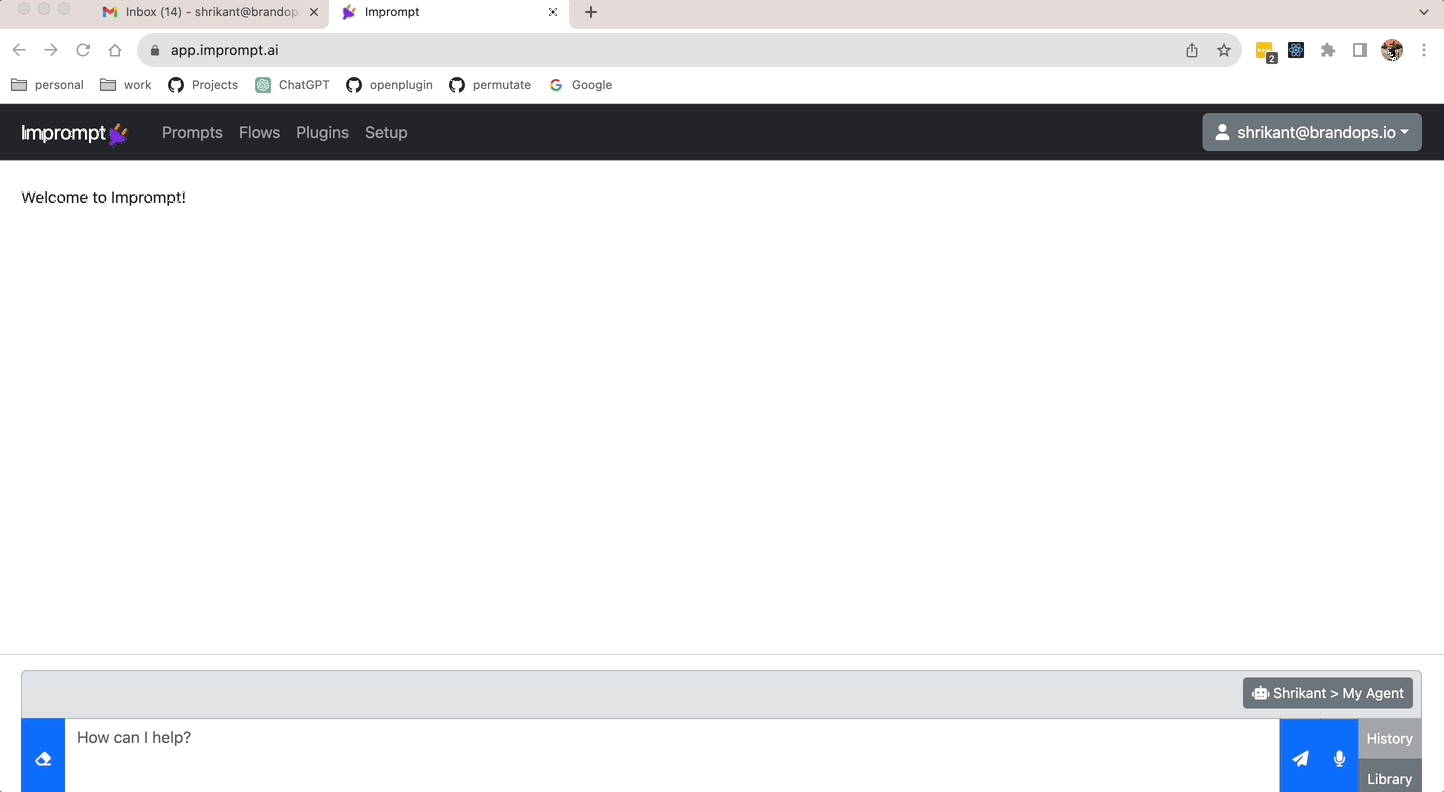 Inbox (14) - shrikant@brandop
Imprompt
app.imprompt.ai
2
personal work Projects ChatGPT openplugin permutate Google
Imprompt Prompts Flows Plugins Setup shrikant@brandops.io
Welcome to Imprompt!
Shrikant > My Agent
How can I help?
History
Library